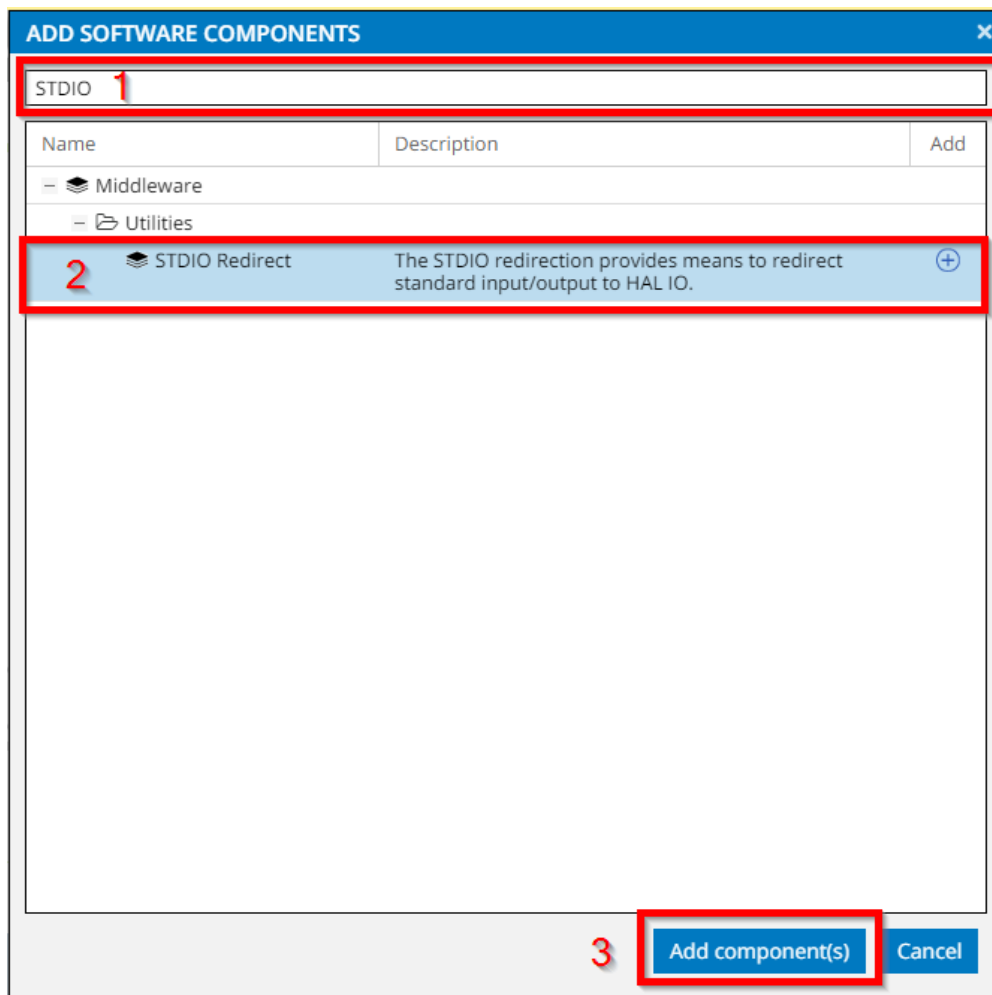 ADD SOFTWARE COMPONENTS ×
STDIO 1
Name Description Add
Middleware
Utilities
2 STDIO Redirect The STDIO redirection provides means to redirect
standard input/output to HAL IO.
3 Add component(s) Cancel